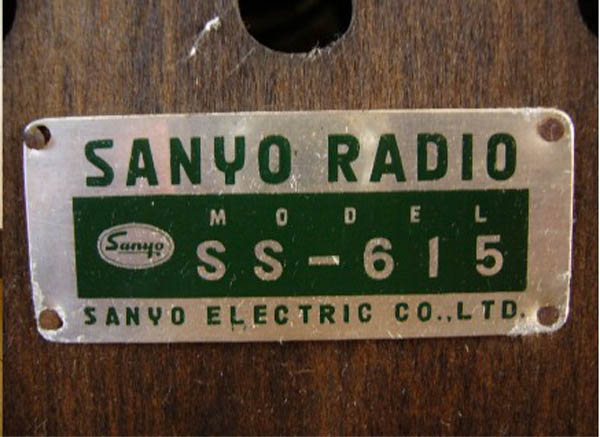 SANYO RADIO
MODEL
Sanyo
SS-615
SANYO ELECTRIC CO.,LTD.